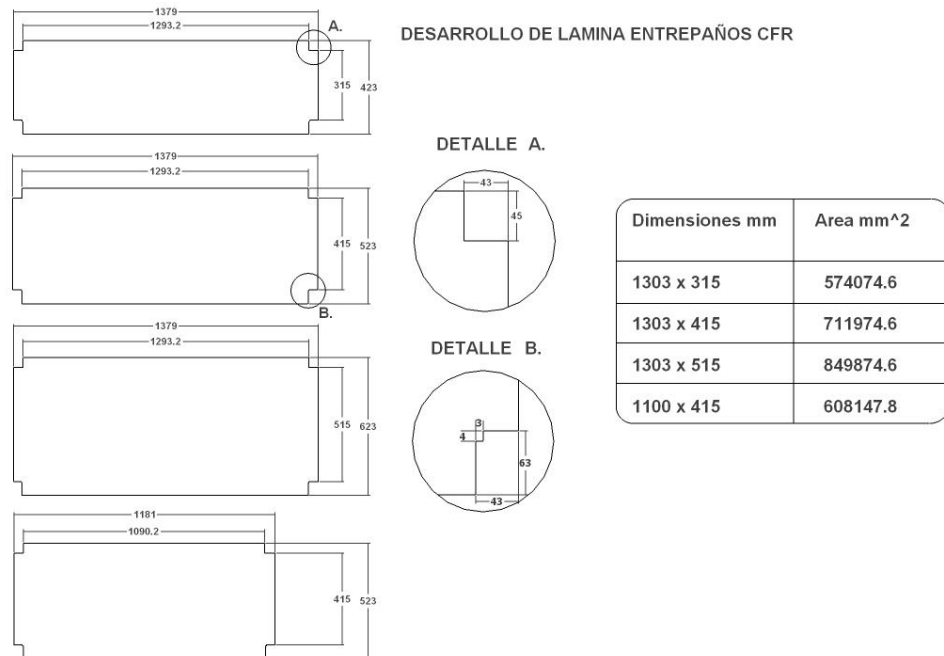 1379
1293.2
A.
315
423
DESARROLLO DE LAMINA ENTREPAÑOS CFR
1379
1293.2
415
523
B.
1379
1293.2
515
623
1181
1090.2
415
523
DETALLE A.
43
45
DETALLE B.
3
4
63
43
Dimensiones mm Area mm^2
1303 x 315 574074.6
1303 x 415 711974.6
1303 x 515 849874.6
1100 x 415 608147.8